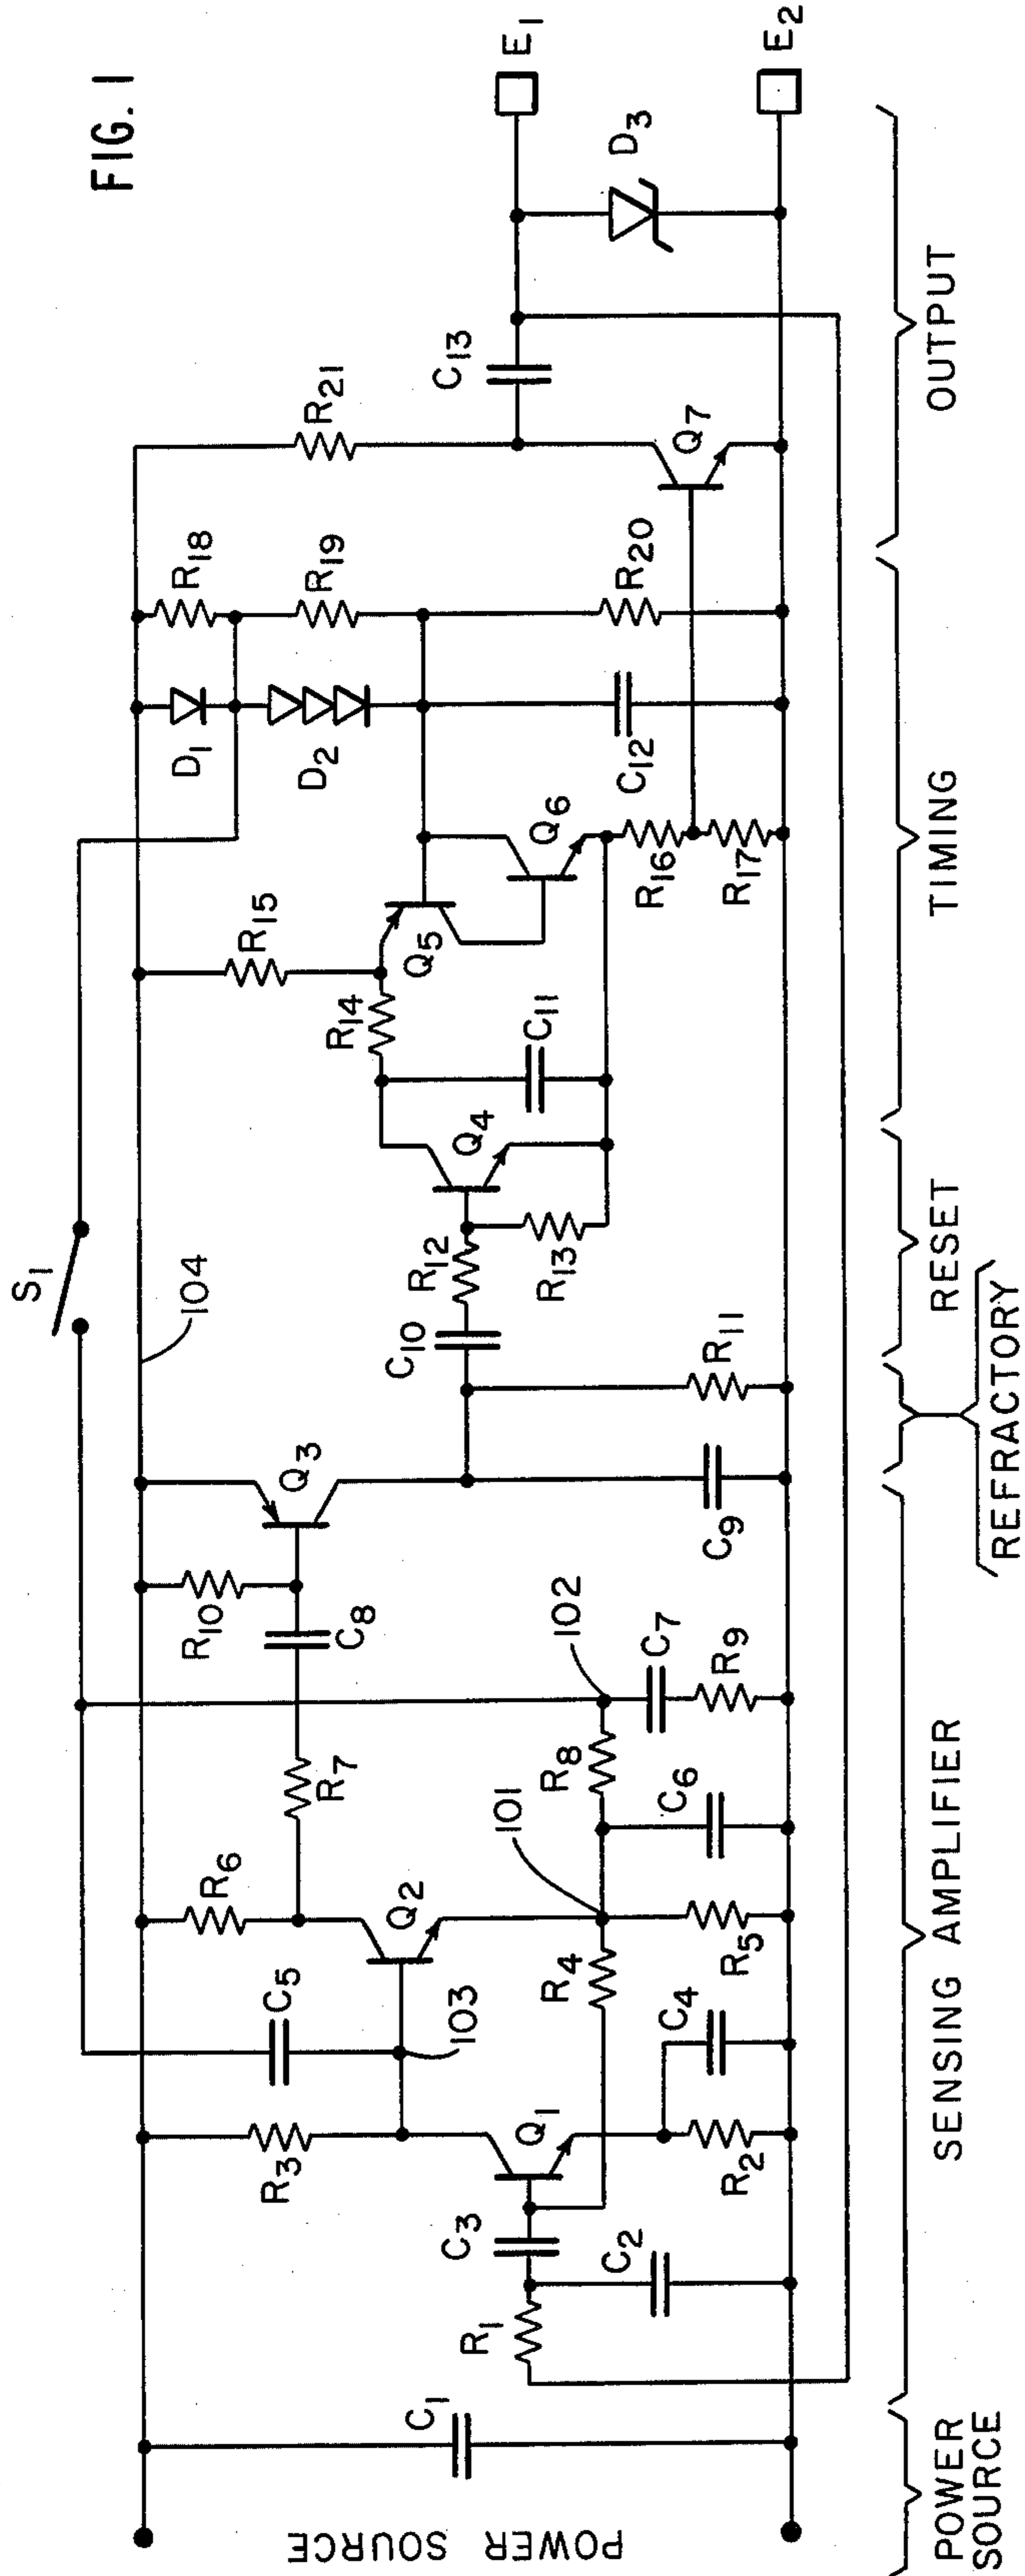 FIG. 1
S1
104
R3
C5
R6
R7
C8
R10
Q3
R15
D1
D2
R18
R19
R21
C13
E1
E2
D3
POWER SOURCE
C1
R1
C3
C2
Q1
R2
C4
103
Q2
R4
R5
101
C6
R8
102
C7
R9
C9
R11
C10
R12
R13
Q4
C11
R14
Q5
Q6
R16
R17
C12
R20
Q7
POWER
SOURCE
SENSING AMPLIFIER
REFRACTORY
RESET
TIMING
OUTPUT